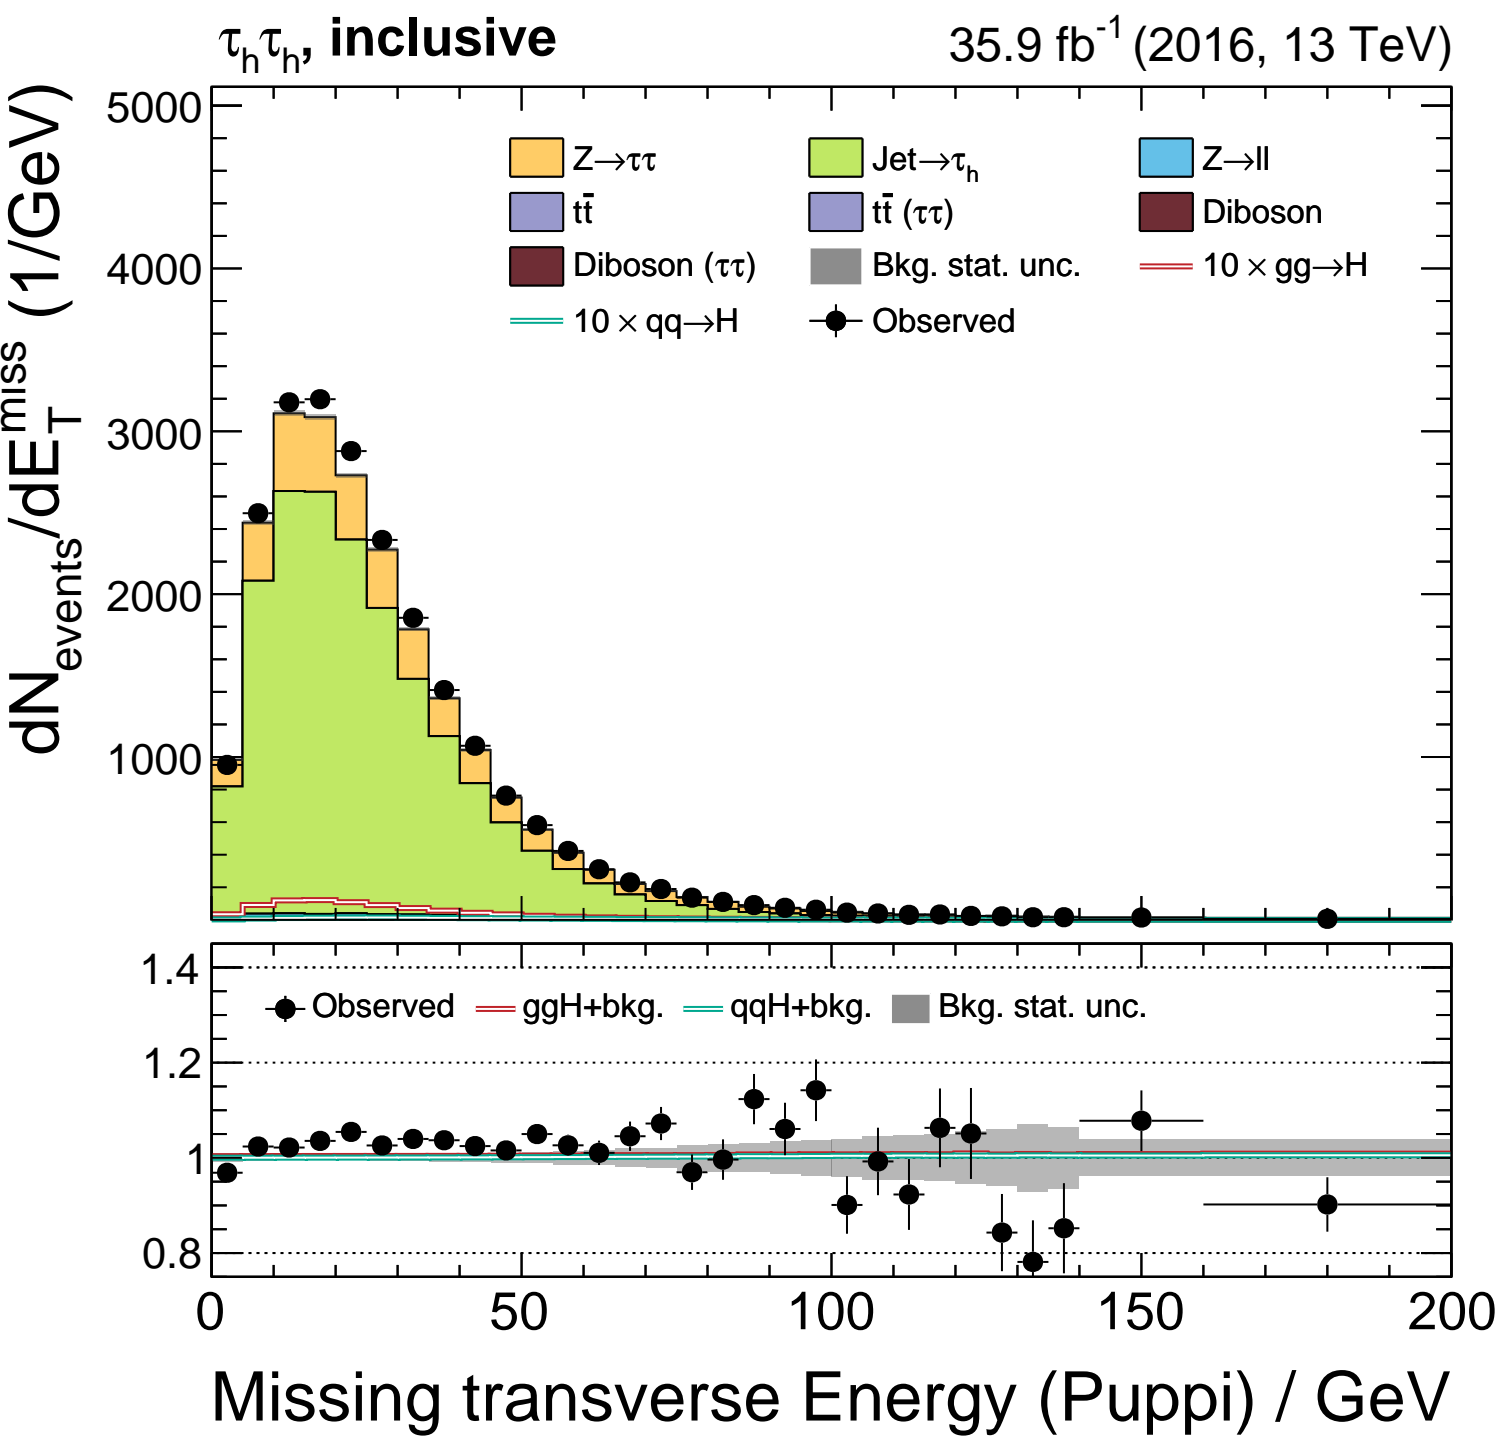 τhτh, inclusive 35.9 fb-1 (2016, 13 TeV)
dNevents/dETmiss (1/GeV)
5000
4000
3000
2000
1000
Z→ττ Jet→τh Z→ll
tt̄ tt̄ (ττ) Diboson
Diboson (ττ) Bkg. stat. unc. 10 × gg→H
10 × qq→H Observed
1.4
1.2
1
0.8
Observed ggH+bkg. qqH+bkg. Bkg. stat. unc.
0 50 100 150 200
Missing transverse Energy (Puppi) / GeV